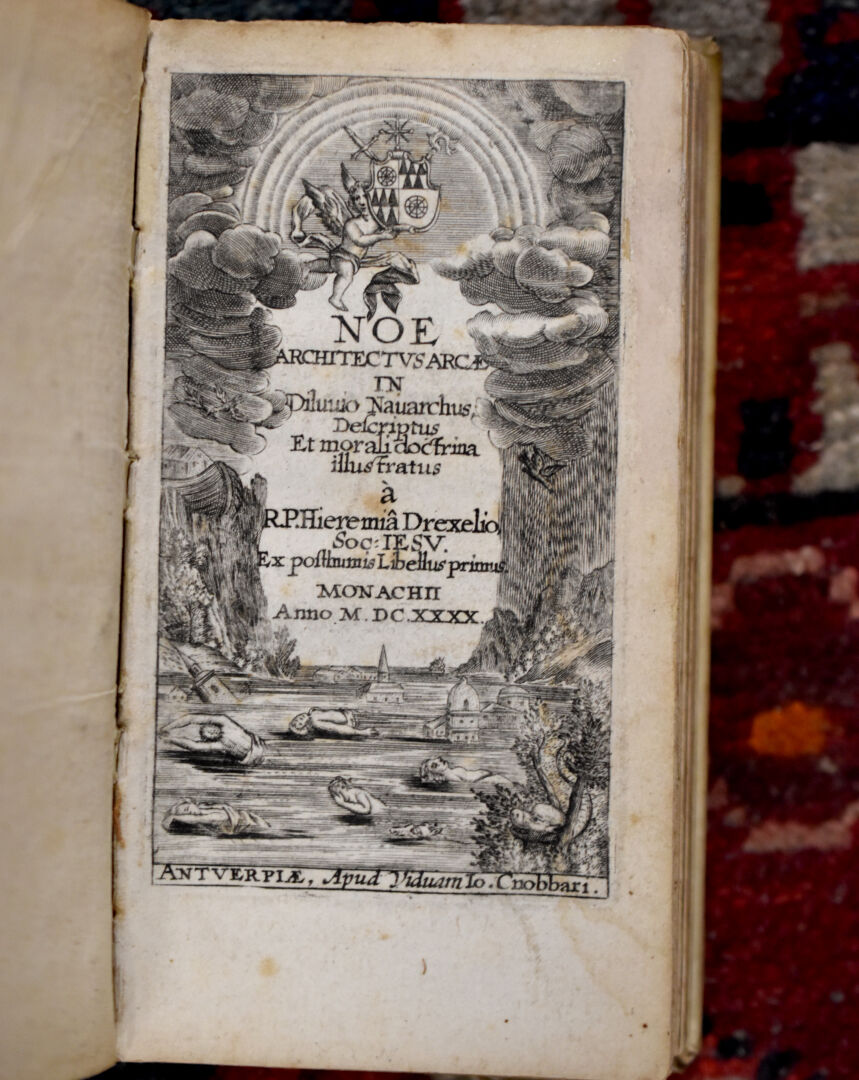 NOE
ARCHITECTVS ARCÆ
IN
Diluuio Nauarchus,
Descriptus
Et morali doctrina
illustratus
à
R.P. Hieremiâ Drexelio,
Soc: IESV.
Ex posthumis Libellus primus.
MONACHII
Anno M. DC.XXXX.
ANTVERPIÆ, Apud Viduam Io. Cnobbari.